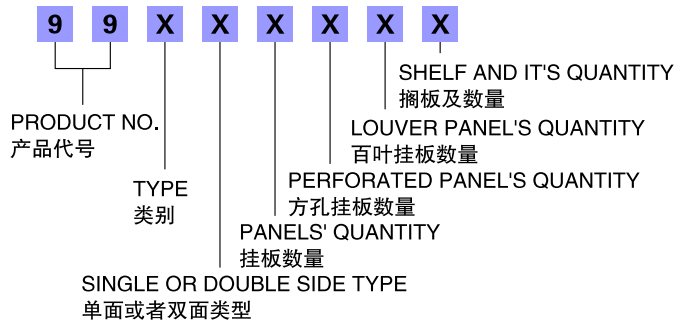 9 9 X X X X X X
SHELF AND IT'S QUANTITY
搁板及数量
LOUVER PANEL'S QUANTITY
百叶挂板数量
PRODUCT NO.
产品代号
PERFORATED PANEL'S QUANTITY
方孔挂板数量
TYPE
类别
PANELS' QUANTITY
挂板数量
SINGLE OR DOUBLE SIDE TYPE
单面或者双面类型